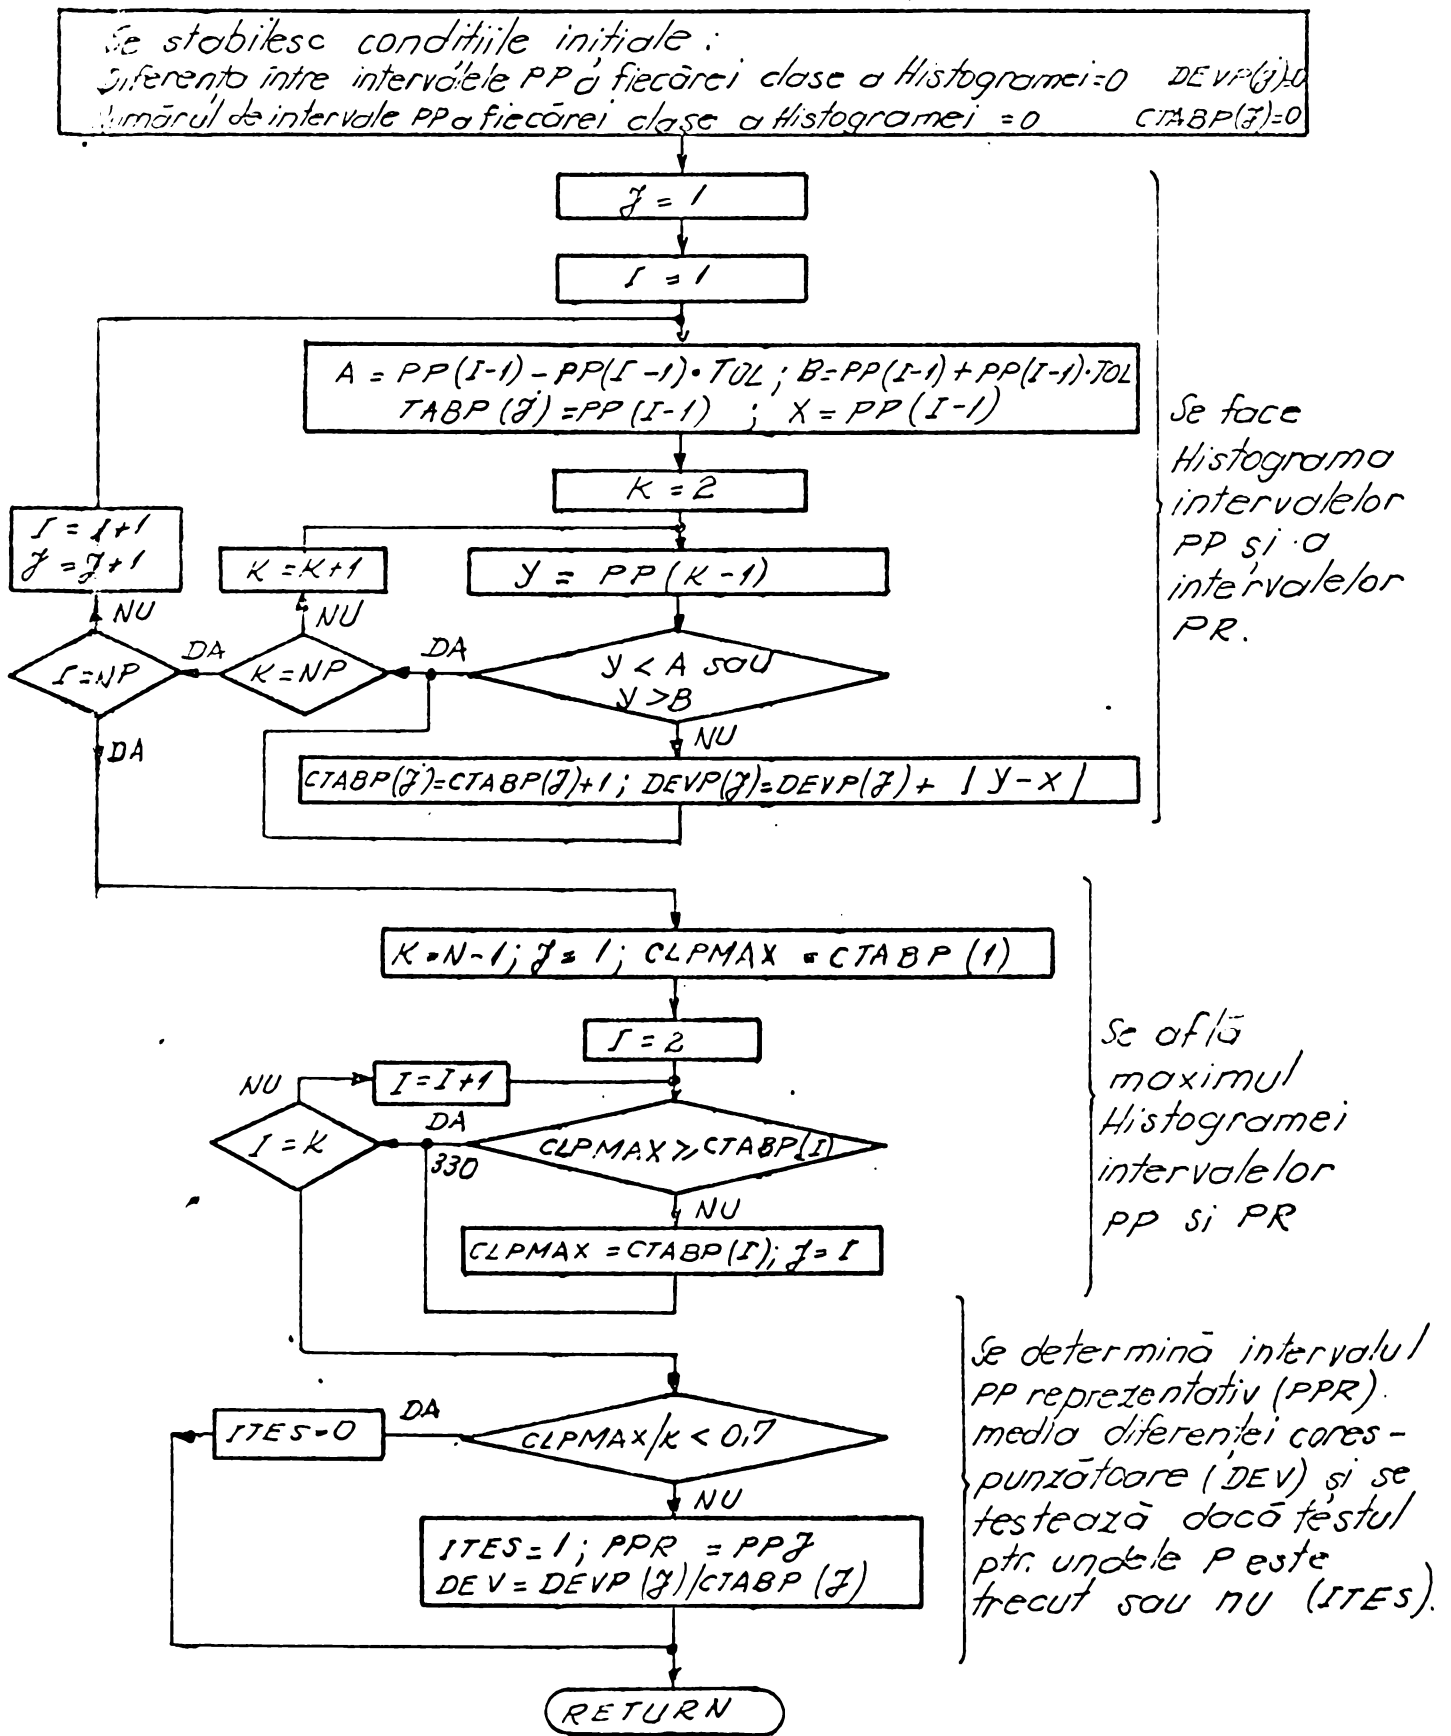 Se stabilesc conditiile initiale :
Diferenta intre intervalele PP a fiecărei clase a Histogramei=0 DEVP(J)=0
Numărul de intervale PP a fiecărei clase a Histogramei = 0 CTABP(J)=0
J = 1
I = 1
A = PP(I-1) - PP(I-1)•TOL ; B=PP(I-1) + PP(I-1)•TOL
TABP(J) = PP(I-1) ; X = PP(I-1)
K = 2
I = I+1
J = J+1
K = K+1
Y = PP(K-1)
NU
NU
I=NP
DA
K=NP
DA
Y < A sau
Y >B
DA
NU
CTABP(J)=CTABP(J)+1 ; DEVP(J)=DEVP(J) + | Y-X |
Se face
Histograma
intervalelor
PP și a
intervalelor
PR.
K=N-1; J= 1; CLPMAX = CTABP(1)
I = 2
NU
I=I+1
I = K
DA
330
CLPMAX ≥ CTABP(I)
NU
CLPMAX = CTABP(I); J= I
Se află
maximul
Histogramei
intervalelor
PP si PR
ITES=0
DA
CLPMAX/K < 0,7
NU
ITES=1 ; PPR = PPJ
DEV = DEVP(J)/CTABP(J)
Se determină intervalul
PP reprezentativ (PPR).
media diferenței cores-
punzătoare (DEV) și se
testează dacă testul
ptr. undele P este
trecut sau nu (ITES).
RETURN